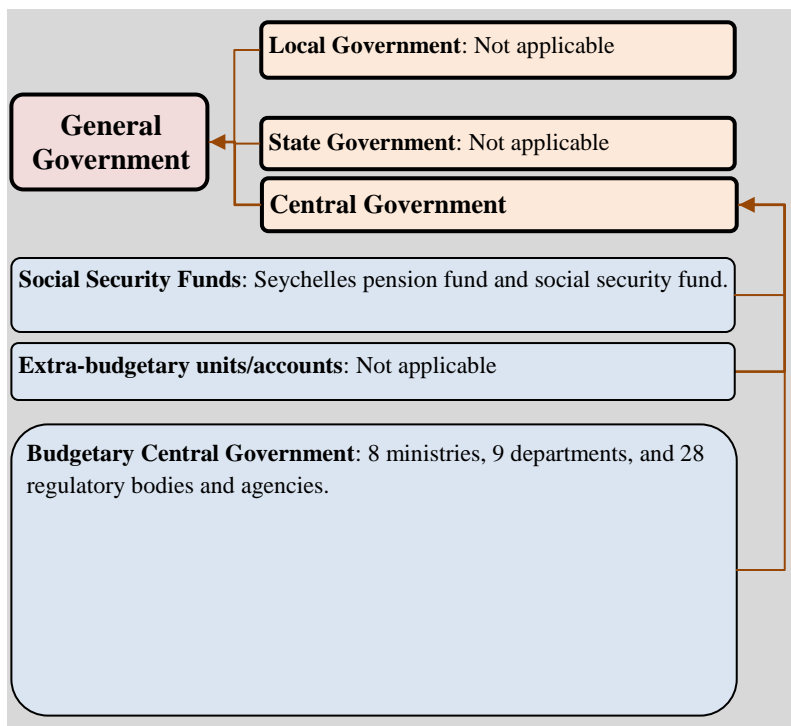 Local Government: Not applicable
General
Government
State Government: Not applicable
Central Government
Social Security Funds: Seychelles pension fund and social security fund.
Extra-budgetary units/accounts: Not applicable
Budgetary Central Government: 8 ministries, 9 departments, and 28
regulatory bodies and agencies.